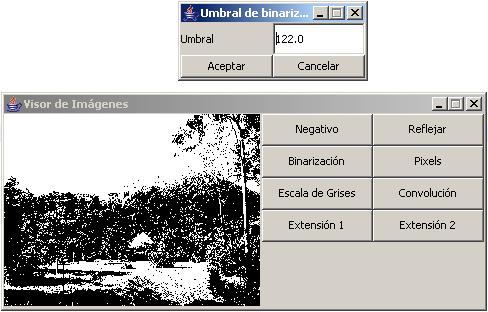 Umbral de binariz...
Umbral 122.0
Aceptar Cancelar
Visor de Imágenes
Negativo Reflejar
Binarización Pixels
Escala de Grises Convolución
Extensión 1 Extensión 2